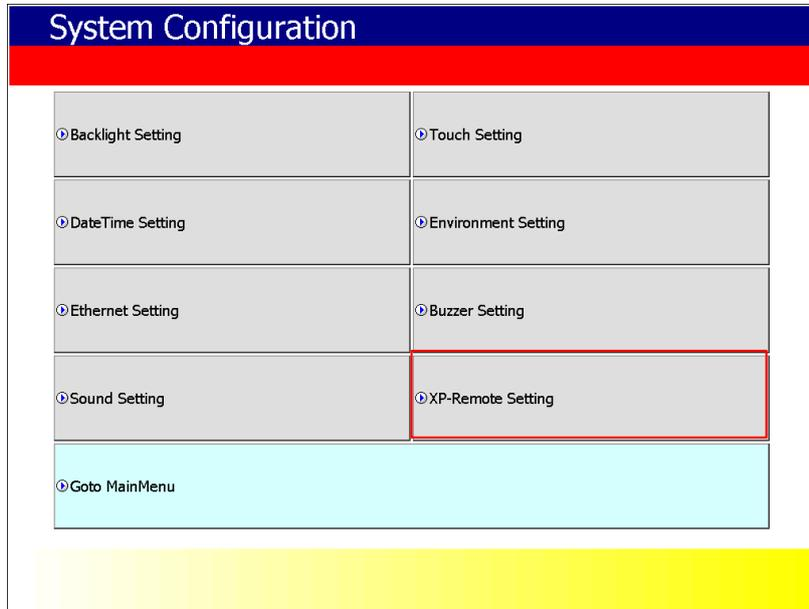 System Configuration
Backlight Setting
Touch Setting
DateTime Setting
Environment Setting
Ethernet Setting
Buzzer Setting
Sound Setting
XP-Remote Setting
Goto MainMenu